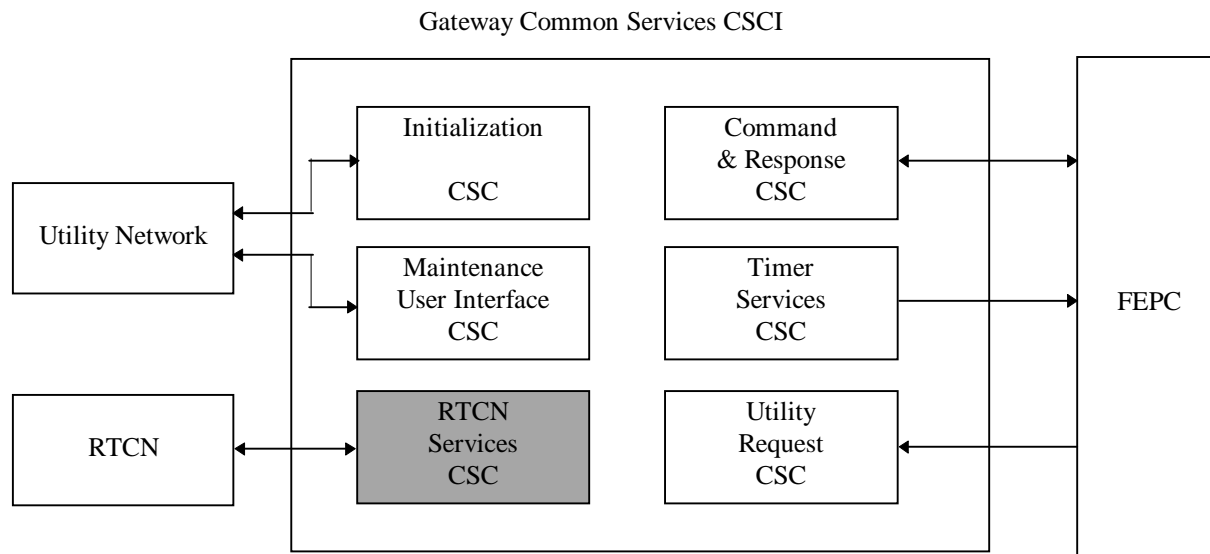 Gateway Common Services CSCI
Initialization
CSC
Command
& Response
CSC
Utility Network
Maintenance
User Interface
CSC
Timer
Services
CSC
FEPC
RTCN
RTCN
Services
CSC
Utility
Request
CSC